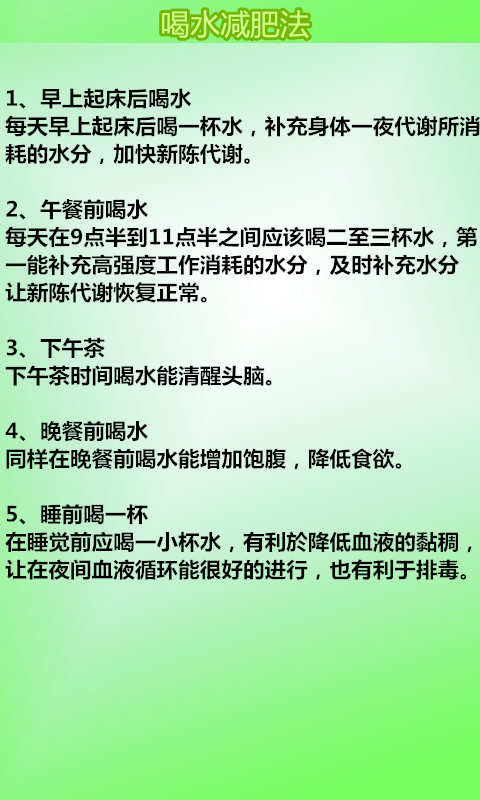 喝水减肥法
1、早上起床后喝水
每天早上起床后喝一杯水，补充身体一夜代谢所消
耗的水分，加快新陈代谢。
2、午餐前喝水
每天在9点半到11点半之间应该喝二至三杯水，第
一能补充高强度工作消耗的水分，及时补充水分
让新陈代谢恢复正常。
3、下午茶
下午茶时间喝水能清醒头脑。
4、晚餐前喝水
同样在晚餐前喝水能增加饱腹，降低食欲。
5、睡前喝一杯
在睡觉前应喝一小杯水，有利於降低血液的黏稠，
让在夜间血液循环能很好的进行，也有利于排毒。